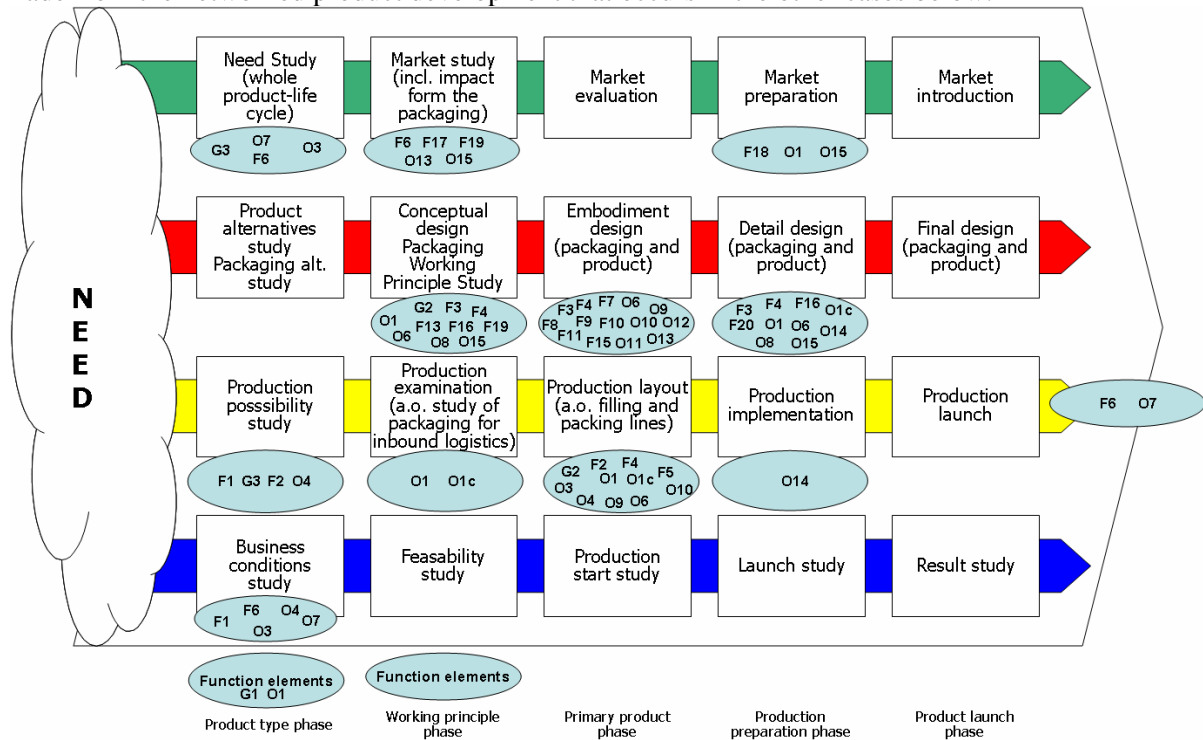 Need Study
(whole
product-life
cycle)
Market study
(incl. impact
form the
packaging)
Market
evaluation
Market
preparation
Market
introduction
G3 O7 O3
F6
F6 F17 F19
O13 O15
F18 O1 O15
Product
alternatives
study
Packaging alt.
study
Conceptual
design
Packaging
Working
Principle Study
Embodiment
design
(packaging and
product)
Detail design
(packaging and
product)
Final design
(packaging and
product)
G2 F3 F4
O1 F13 F16 F19
O6 O8 O15
F3 F4 F7 O6 O9
F8 F9 F10 O10 O12
F11 F15 O11 O13
F3 F4 F16 O1c
F20 O1 O6 O14
O8 O15
N
E
E
D
Production
posssibility
study
Production
examination
(a.o. study of
packaging for
inbound logistics)
Production layout
(a.o. filling and
packing lines)
Production
implementation
Production
launch
F6 O7
F1 G3 F2 O4
O1 O1c
G2 F2 F4 F5
O3 O1 O1c O10
O4 O9 O6
O14
Business
conditions
study
Feasability
study
Production
start study
Launch study
Result study
F1 F6 O4 O7
O3
Function elements
G1 O1
Function elements
Product type phase
Working principle
phase
Primary product
phase
Production
preparation phase
Product launch
phase